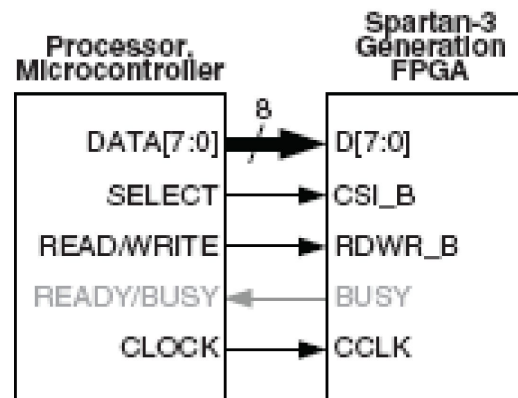 Processor,
Microcontroller
Spartan-3
Generation
FPGA
8
DATA[7:0] D[7:0]
SELECT CSI_B
READ/WRITE RDWR_B
READY/BUSY BUSY
CLOCK CCLK